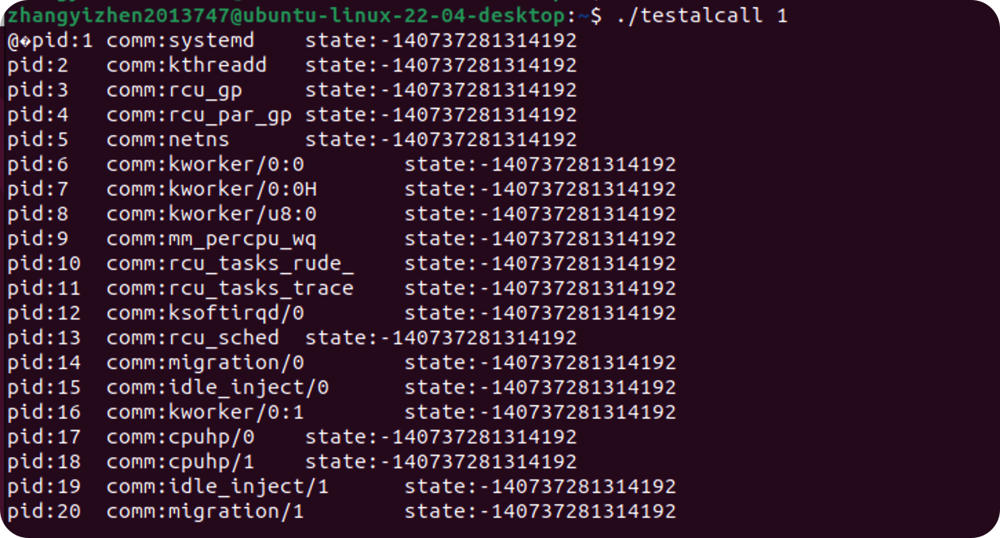 zhangyizhen2013747@ubuntu-linux-22-04-desktop:~$ ./testalcall 1
@�pid:1 comm:systemd state:-140737281314192
pid:2 comm:kthreadd state:-140737281314192
pid:3 comm:rcu_gp state:-140737281314192
pid:4 comm:rcu_par_gp state:-140737281314192
pid:5 comm:netns state:-140737281314192
pid:6 comm:kworker/0:0 state:-140737281314192
pid:7 comm:kworker/0:0H state:-140737281314192
pid:8 comm:kworker/u8:0 state:-140737281314192
pid:9 comm:mm_percpu_wq state:-140737281314192
pid:10 comm:rcu_tasks_rude_ state:-140737281314192
pid:11 comm:rcu_tasks_trace state:-140737281314192
pid:12 comm:ksoftirqd/0 state:-140737281314192
pid:13 comm:rcu_sched state:-140737281314192
pid:14 comm:migration/0 state:-140737281314192
pid:15 comm:idle_inject/0 state:-140737281314192
pid:16 comm:kworker/0:1 state:-140737281314192
pid:17 comm:cpuhp/0 state:-140737281314192
pid:18 comm:cpuhp/1 state:-140737281314192
pid:19 comm:idle_inject/1 state:-140737281314192
pid:20 comm:migration/1 state:-140737281314192